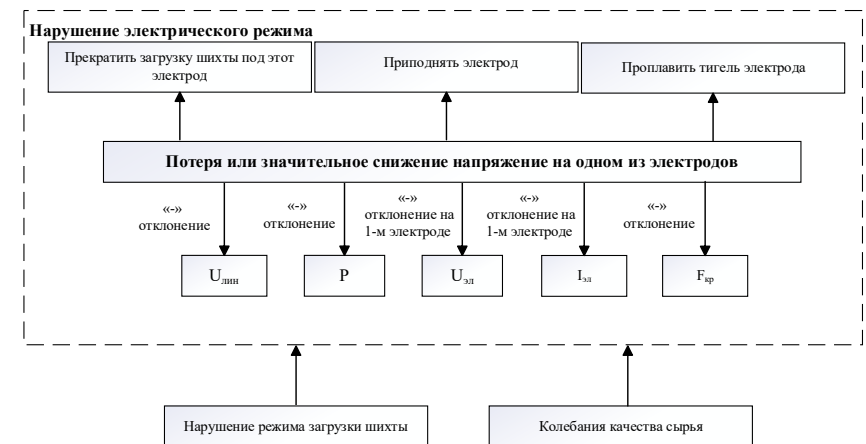 Нарушение электрического режима
Прекратить загрузку шихты под этот
электрод
Приподнять электрод
Проплавить тигель электрода
Потеря или значительное снижение напряжение на одном из электродов
«-»
отклонение
«-»
отклонение
«-»
отклонение на
1-м электроде
«-»
отклонение на
1-м электроде
«-»
отклонение
Uлин
P
Uэл
Iэл
Fкр
Нарушение режима загрузки шихты
Колебания качества сырья